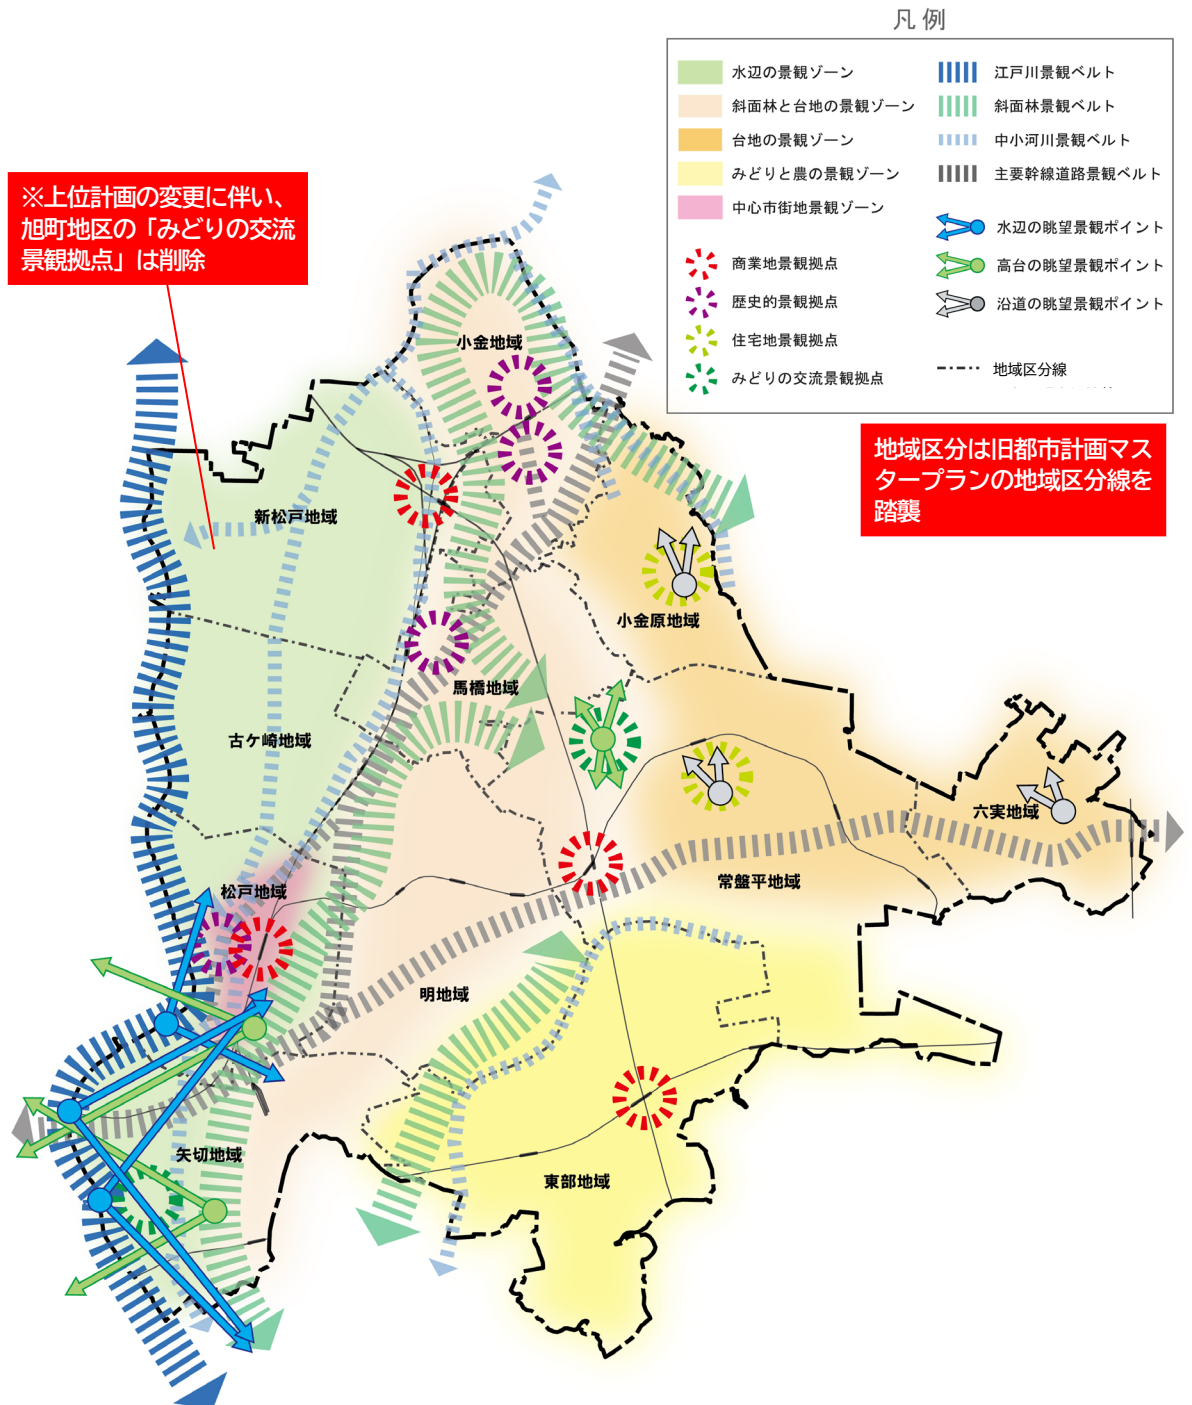 凡例
水辺の景観ゾーン
斜面林と台地の景観ゾーン
台地の景観ゾーン
みどりと農の景観ゾーン
中心市街地景観ゾーン
商業地景観拠点
歴史的景観拠点
住宅地景観拠点
みどりの交流景観拠点
江戸川景観ベルト
斜面林景観ベルト
中小河川景観ベルト
主要幹線道路景観ベルト
水辺の眺望景観ポイント
高台の眺望景観ポイント
沿道の眺望景観ポイント
地域区分線
※上位計画の変更に伴い、
旭町地区の「みどりの交流
景観拠点」は削除
地域区分は旧都市計画マス
タープランの地域区分線を
踏襲
小金地域
新松戸地域
小金原地域
馬橋地域
古ケ崎地域
六実地域
常盤平地域
松戸地域
明地域
矢切地域
東部地域